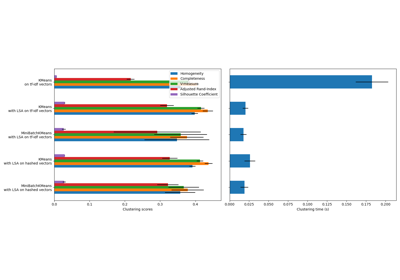 Homogeneity
Completeness
V-measure
Adjusted Rand-Index
Silhouette Coefficient
KMeans
on tf-idf vectors
KMeans
with LSA on tf-idf vectors
MiniBatchKMeans
with LSA on tf-idf vectors
KMeans
with LSA on hashed vectors
MiniBatchKMeans
with LSA on hashed vectors
0.0 0.1 0.2 0.3 0.4
Clustering scores
0.000 0.025 0.050 0.075 0.100 0.125 0.150 0.175 0.200
Clustering time (s)